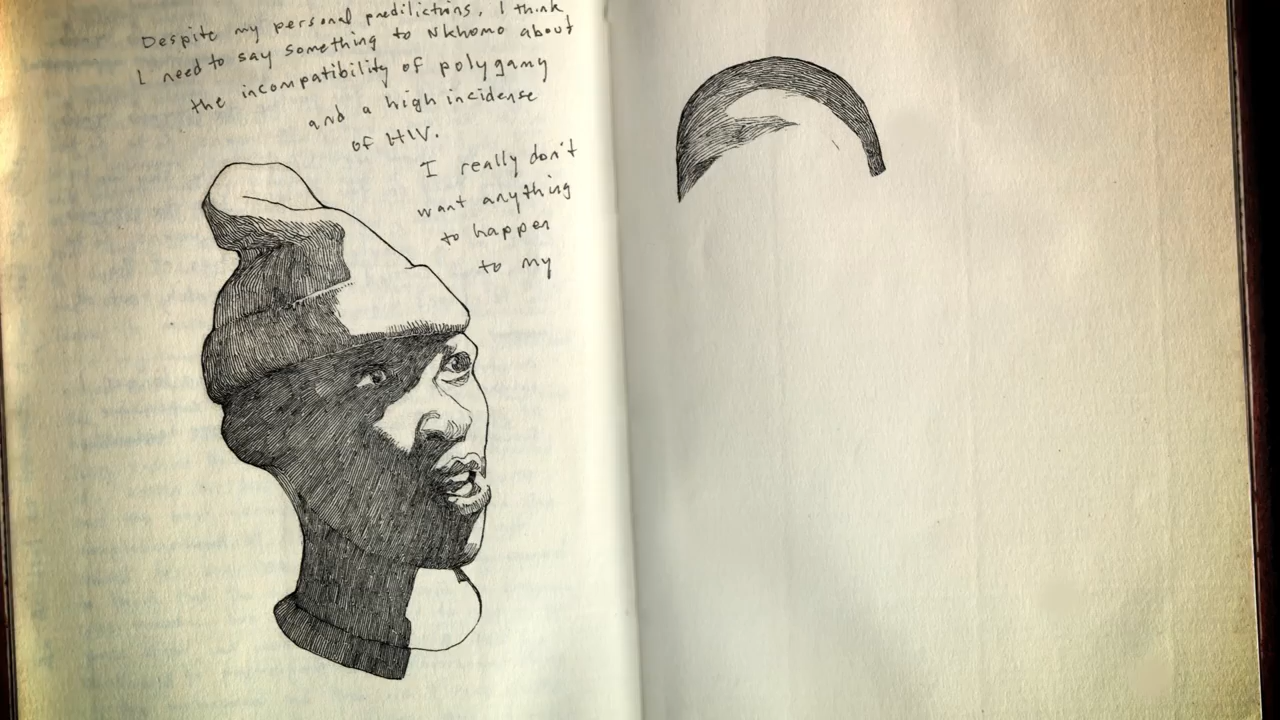 Despite my personal predilictions, I think
I need to say something to Nkhomo about
the incompatibility of polygamy
and a high incidense
of HIV.
I really don't
want anything
to happen
to my